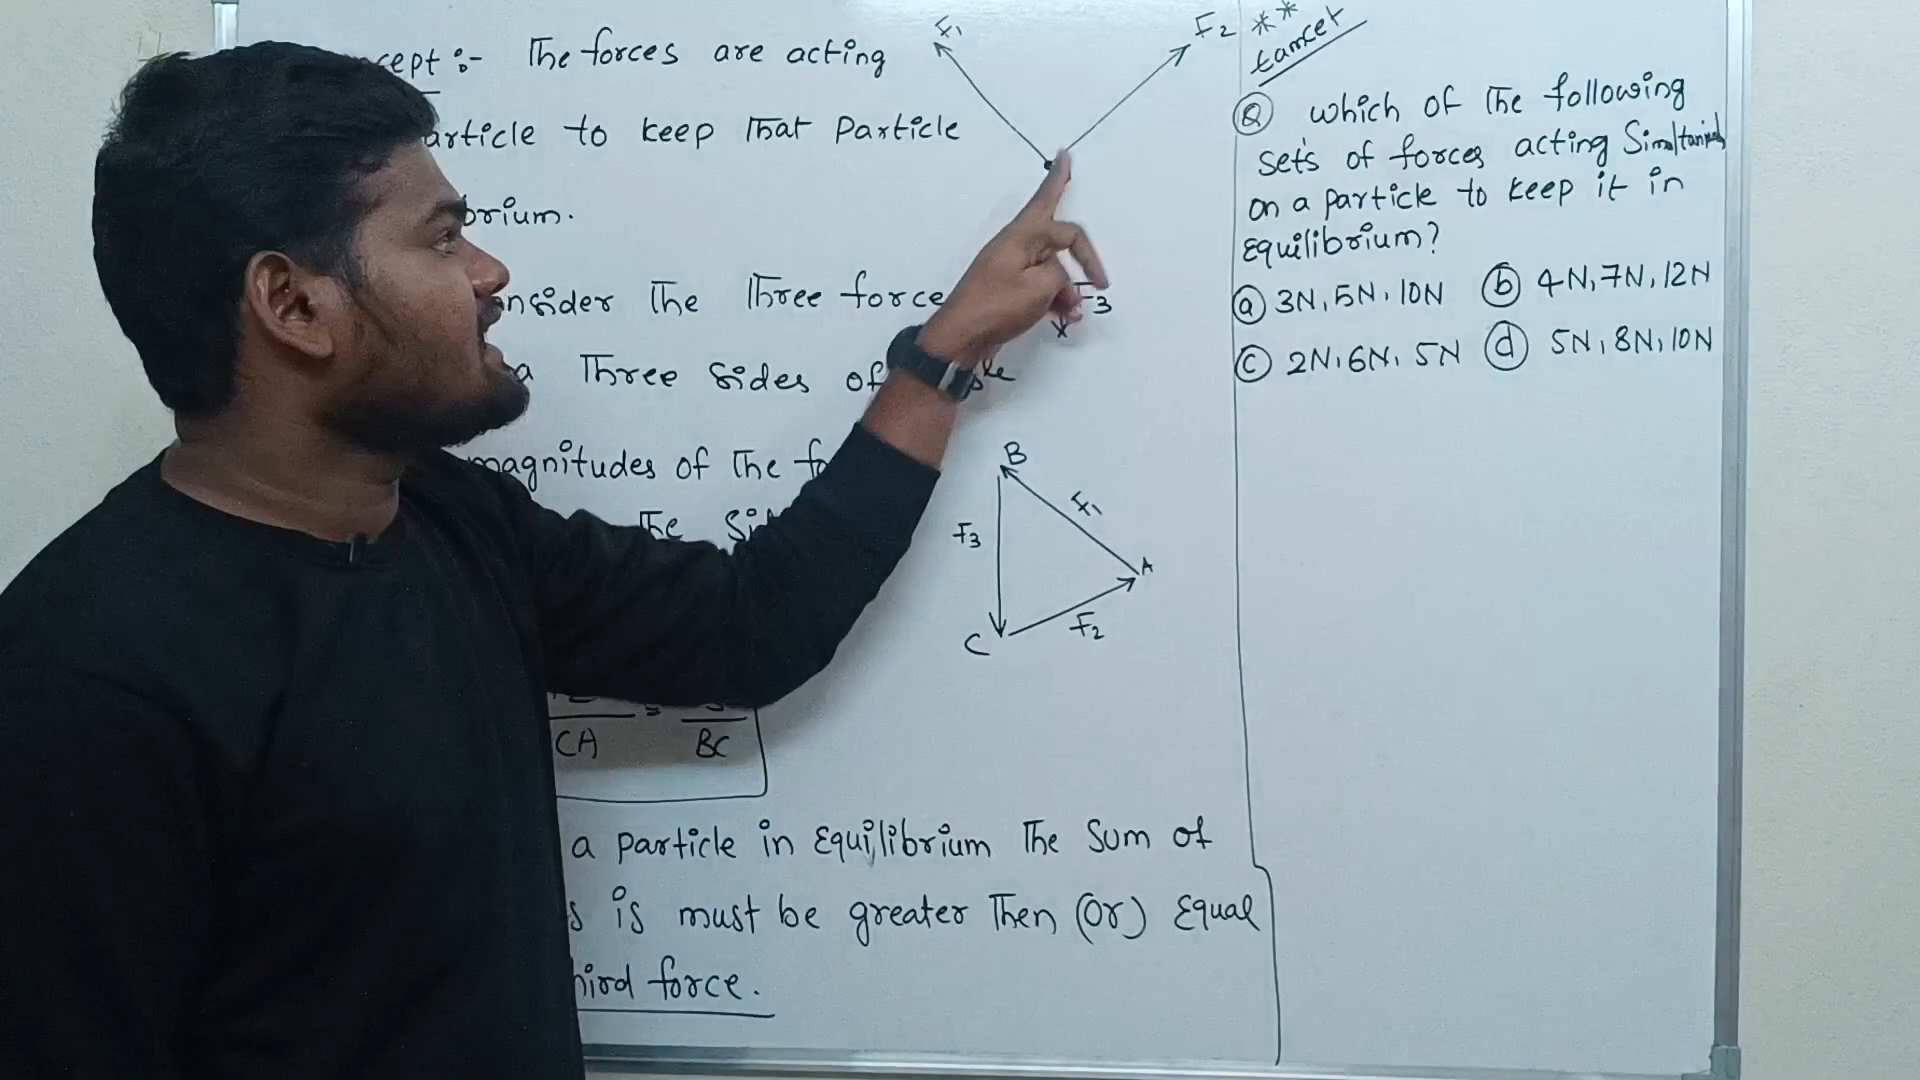 cept :- The forces are acting
article to keep That Particle
brium.
nsider The Three force
a Three sides of
magnitudes of The fo
The Si
CA = BC
a particle in Equilibrium The Sum of
s is must be greater Then (Or) Equal
hird force.
F1
F2
F3
B
F1
F3
A
F2
C
**
tamcet
Q which of The following
sets of forces acting
on a particle to keep it in
Equilibrium?
a 3N, 5N, 10N b 4N, 7N, 12N
c 2N, 6N, 5N d 5N, 8N, 10N